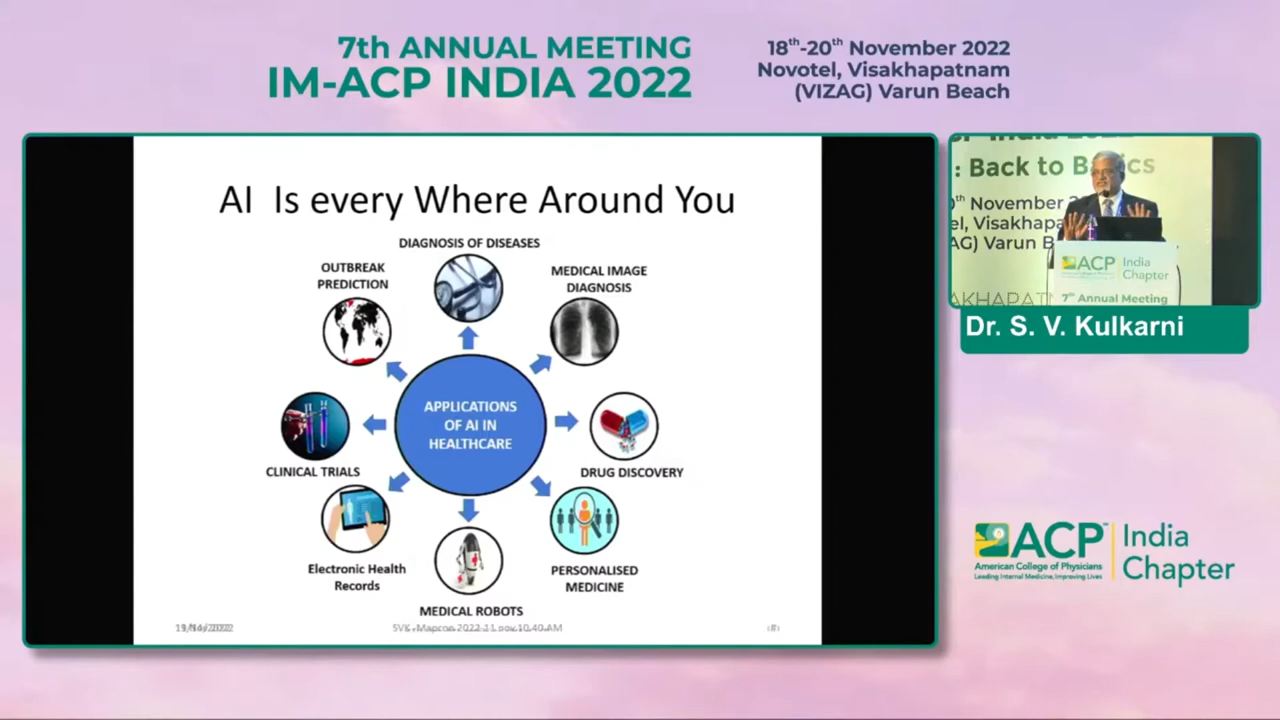 7th ANNUAL MEETING
IM-ACP INDIA 2022
18th-20th November 2022
Novotel, Visakhapatnam
(VIZAG) Varun Beach
AI Is every Where Around You
DIAGNOSIS OF DISEASES
OUTBREAK
PREDICTION
MEDICAL IMAGE
DIAGNOSIS
APPLICATIONS
OF AI IN
HEALTHCARE
CLINICAL TRIALS
DRUG DISCOVERY
Electronic Health
Records
PERSONALISED
MEDICINE
MEDICAL ROBOTS
: Back to B
cs
November
el, Visakhapa
AG) Varun B
ACP India
Chapter
7th Annual Meeting
Dr. S. V. Kulkarni
ACP
American College of Physicians
Leading Internal Medicine, Improving Lives
India
Chapter